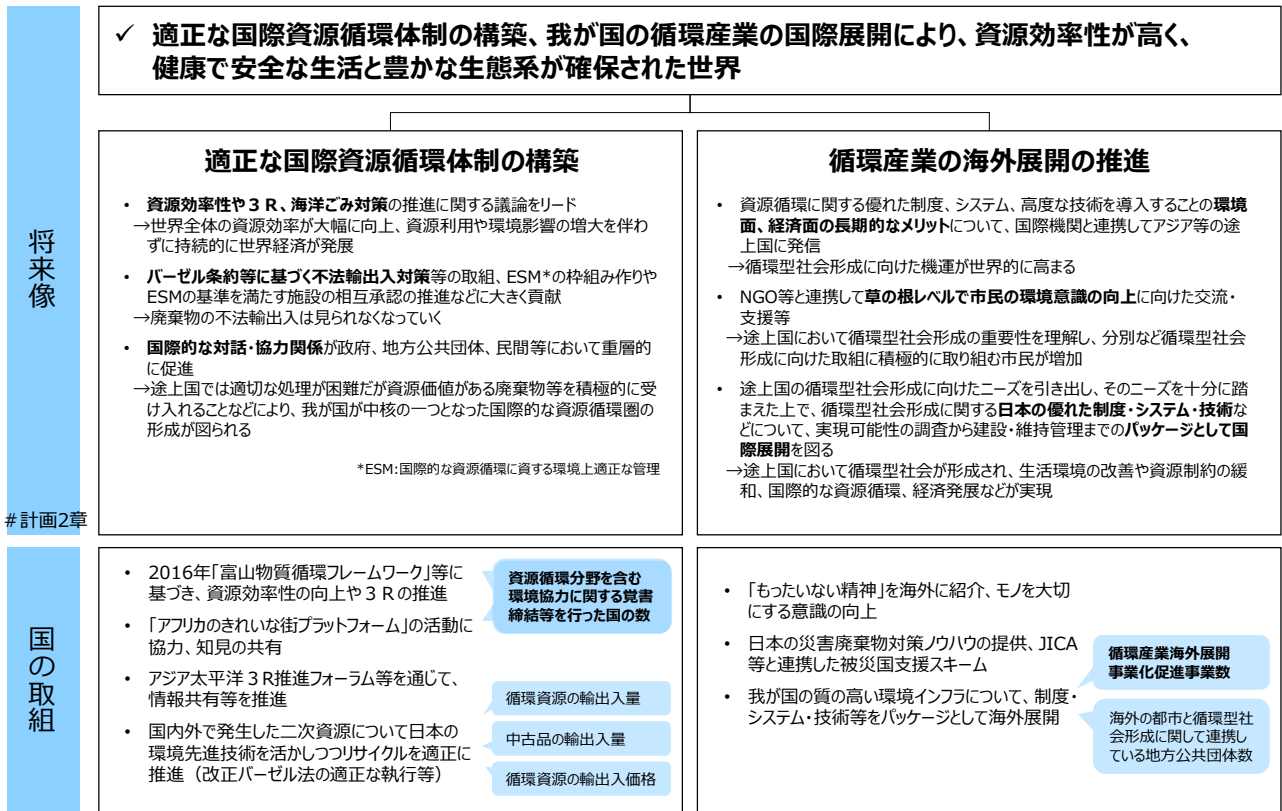 ✓ 適正な国際資源循環体制の構築、我が国の循環産業の国際展開により、資源効率性が高く、
健康で安全な生活と豊かな生態系が確保された世界
将来像
#計画2章
適正な国際資源循環体制の構築
• 資源効率性や３Ｒ、海洋ごみ対策の推進に関する議論をリード
→世界全体の資源効率が大幅に向上、資源利用や環境影響の増大を伴わ
ずに持続的に世界経済が発展
• バーゼル条約等に基づく不法輸出入対策等の取組、ESM*の枠組み作りや
ESMの基準を満たす施設の相互承認の推進などに大きく貢献
→廃棄物の不法輸出入は見られなくなっていく
• 国際的な対話・協力関係が政府、地方公共団体、民間等において重層的
に促進
→途上国では適切な処理が困難だが資源価値がある廃棄物等を積極的に受
け入れることなどにより、我が国が中核の一つとなった国際的な資源循環圏の
形成が図られる
*ESM:国際的な資源循環に資する環境上適正な管理
循環産業の海外展開の推進
• 資源循環に関する優れた制度、システム、高度な技術を導入することの環境
面、経済面の長期的なメリットについて、国際機関と連携してアジア等の途
上国に発信
→循環型社会形成に向けた機運が世界的に高まる
• NGO等と連携して草の根レベルで市民の環境意識の向上に向けた交流・
支援等
→途上国において循環型社会形成の重要性を理解し、分別など循環型社会
形成に向けた取組に積極的に取り組む市民が増加
• 途上国の循環型社会形成に向けたニーズを引き出し、そのニーズを十分に踏
まえた上で、循環型社会形成に関する日本の優れた制度・システム・技術な
どについて、実現可能性の調査から建設・維持管理までのパッケージとして国
際展開を図る
→途上国において循環型社会が形成され、生活環境の改善や資源制約の緩
和、国際的な資源循環、経済発展などが実現
国の取組
• 2016年「富山物質循環フレームワーク」等に
基づき、資源効率性の向上や３Ｒの推進
• 「アフリカのきれいな街プラットフォーム」の活動に
協力、知見の共有
• アジア太平洋３R推進フォーラム等を通じて、
情報共有等を推進
• 国内外で発生した二次資源について日本の
環境先進技術を活かしつつリサイクルを適正に
推進（改正バーゼル法の適正な執行等）
資源循環分野を含む
環境協力に関する覚書
締結等を行った国の数
循環資源の輸出入量
中古品の輸出入量
循環資源の輸出入価格
• 「もったいない精神」を海外に紹介、モノを大切
にする意識の向上
• 日本の災害廃棄物対策ノウハウの提供、JICA
等と連携した被災国支援スキーム
• 我が国の質の高い環境インフラについて、制度・
システム・技術等をパッケージとして海外展開
循環産業海外展開
事業化促進事業数
海外の都市と循環型社
会形成に関して連携し
ている地方公共団体数